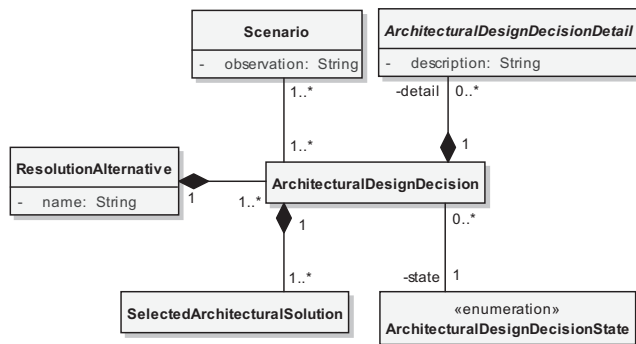 Scenario
- observation: String
ArchitecturalDesignDecisionDetail
- description: String
1..*
-detail 0..*
1..*
1
ResolutionAlternative
- name: String
1
1..*
ArchitecturalDesignDecision
1
0..*
1..*
-state 1
SelectedArchitecturalSolution
«enumeration»
ArchitecturalDesignDecisionState